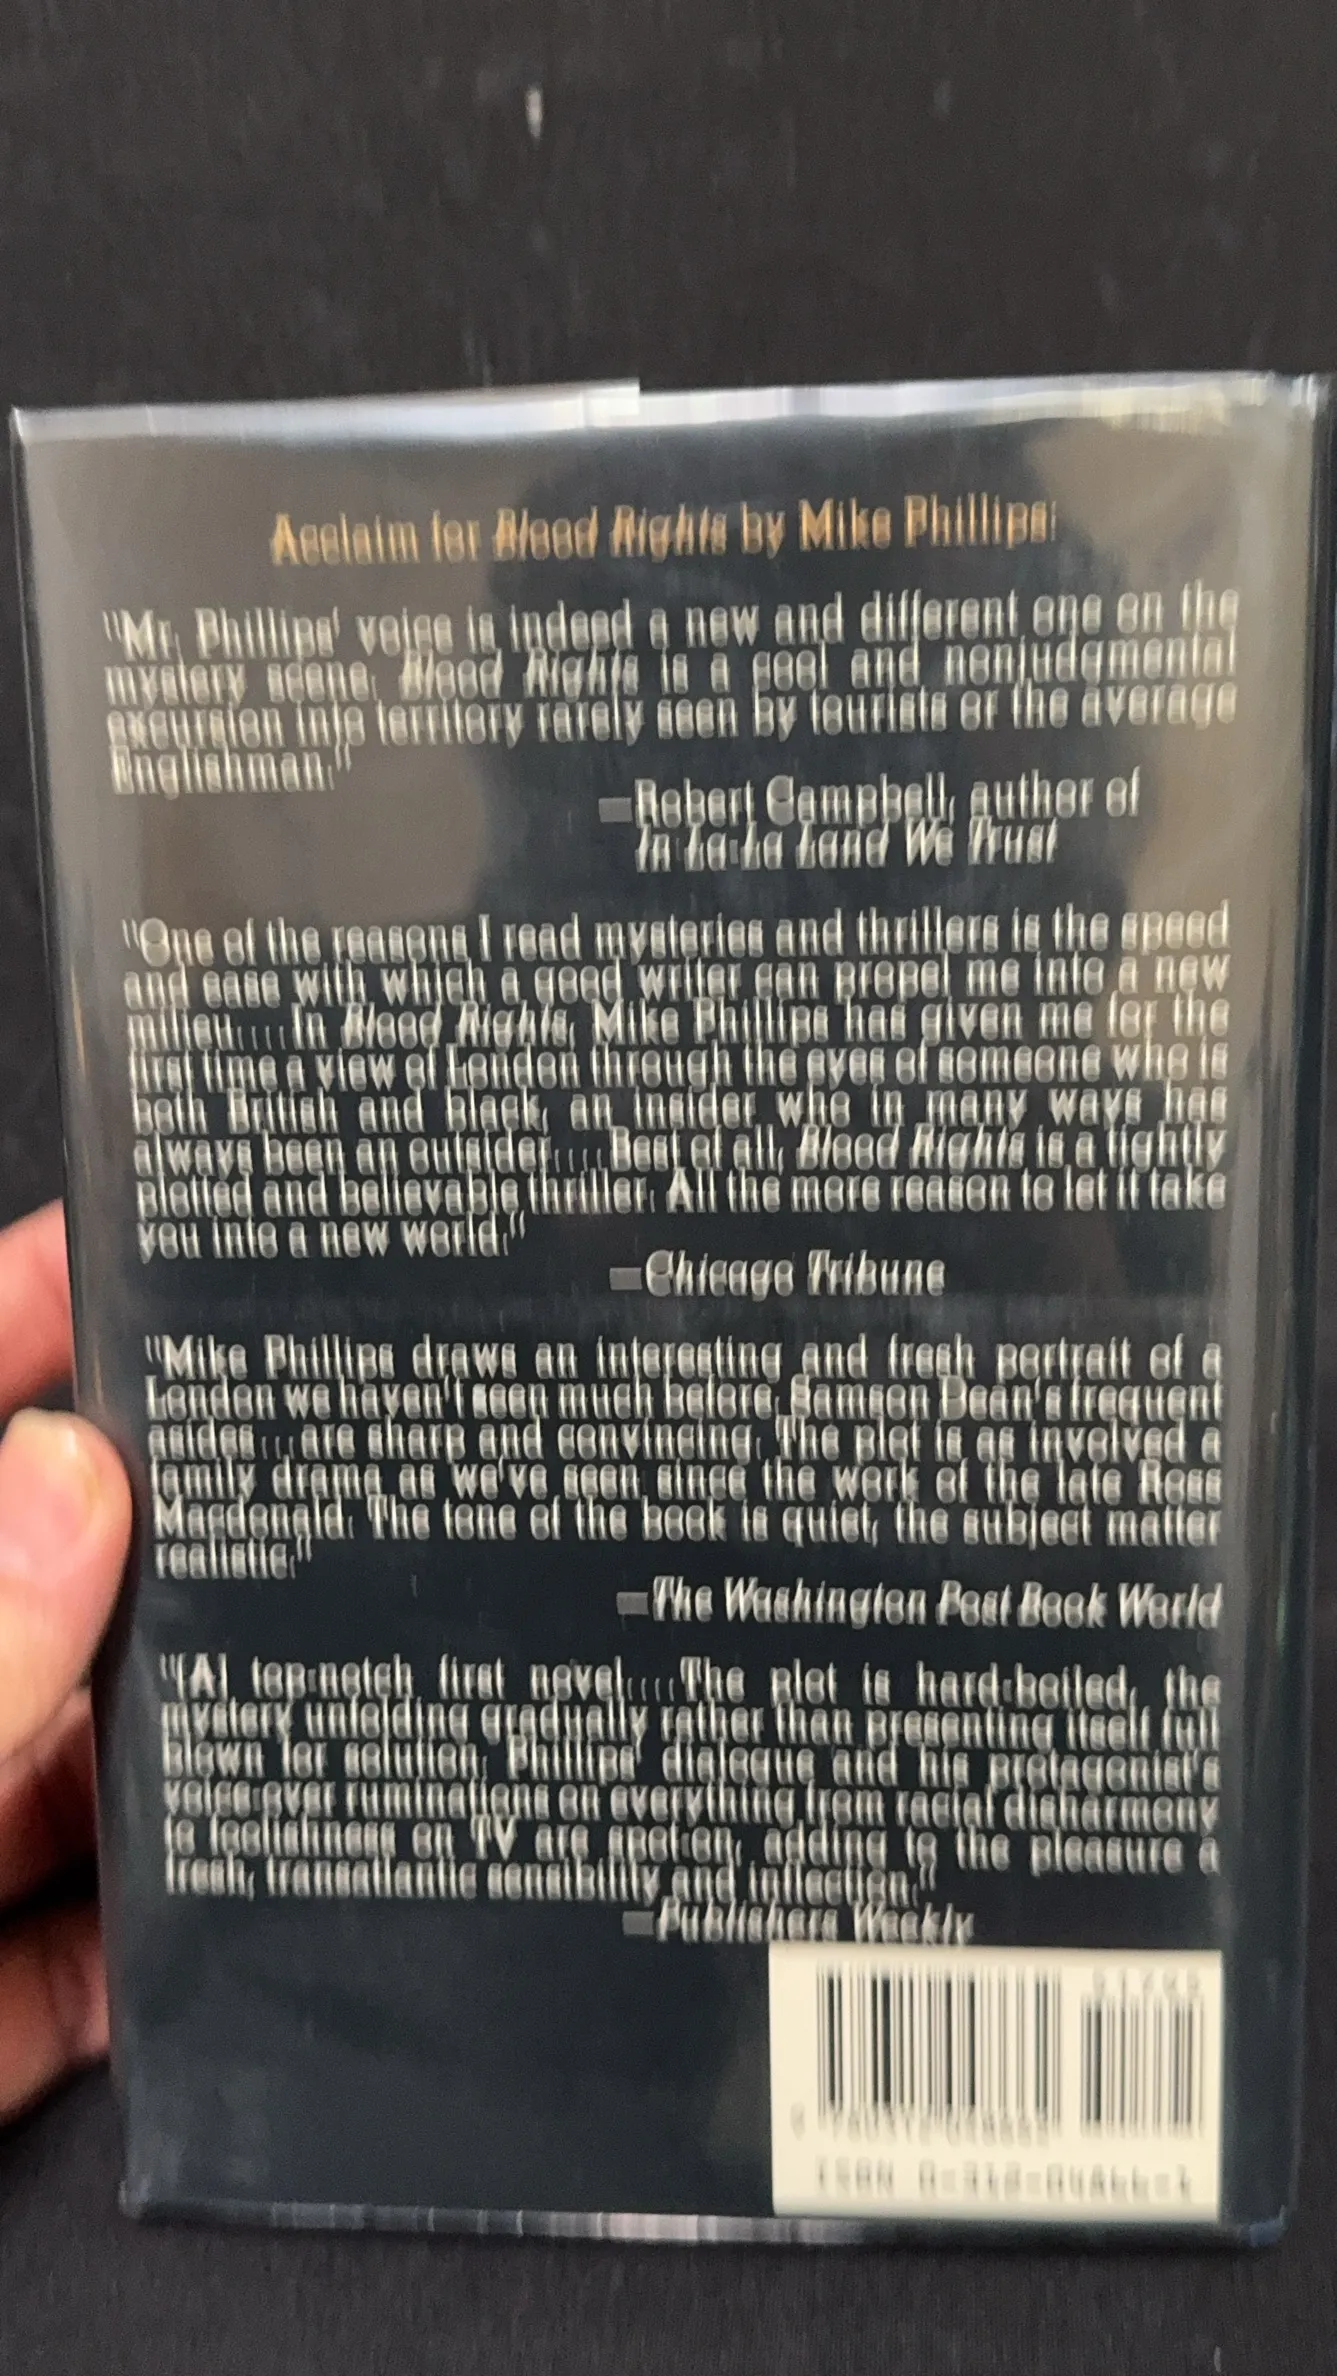 Acclaim for Blood Rights by Mike Phillips:
"Mr. Phillips' voice is indeed a new and different one on the
mystery scene. Blood Rights is a cool and nonjudgmental
excursion into territory rarely seen by tourists or the average
Englishman."
—Robert Campbell, author of
In La-La Land We Trust
"One of the reasons I read mysteries and thrillers is the speed
and ease with which a good writer can propel me into a new
milieu....In Blood Rights, Mike Phillips has given me for the
first time a view of London through the eyes of someone who is
both British and black, an insider who in many ways has
always been an outsider....Best of all, Blood Rights is a tightly
plotted and believable thriller. All the more reason to let it take
you into a new world."
—Chicago Tribune
"Mike Phillips draws an interesting and fresh portrait of a
London we haven't seen much before. Samson Dean's frequent
asides...are sharp and convincing. The plot is as involved a
family drama as we've seen since the work of the late Ross
Macdonald. The tone of the book is quiet, the subject matter
realistic."
—The Washington Post Book World
"[A] top-notch first novel....The plot is hard-boiled, the
mystery unfolding gradually rather than presenting itself full
blown for solution. Phillips' dialogue and his protagonist's
voice-over ruminations on everything from racial disharmony
to foolishness on TV are spot-on, adding to the pleasure a
fresh, transatlantic sensibility and inflection."
—Publishers Weekly
ISBN